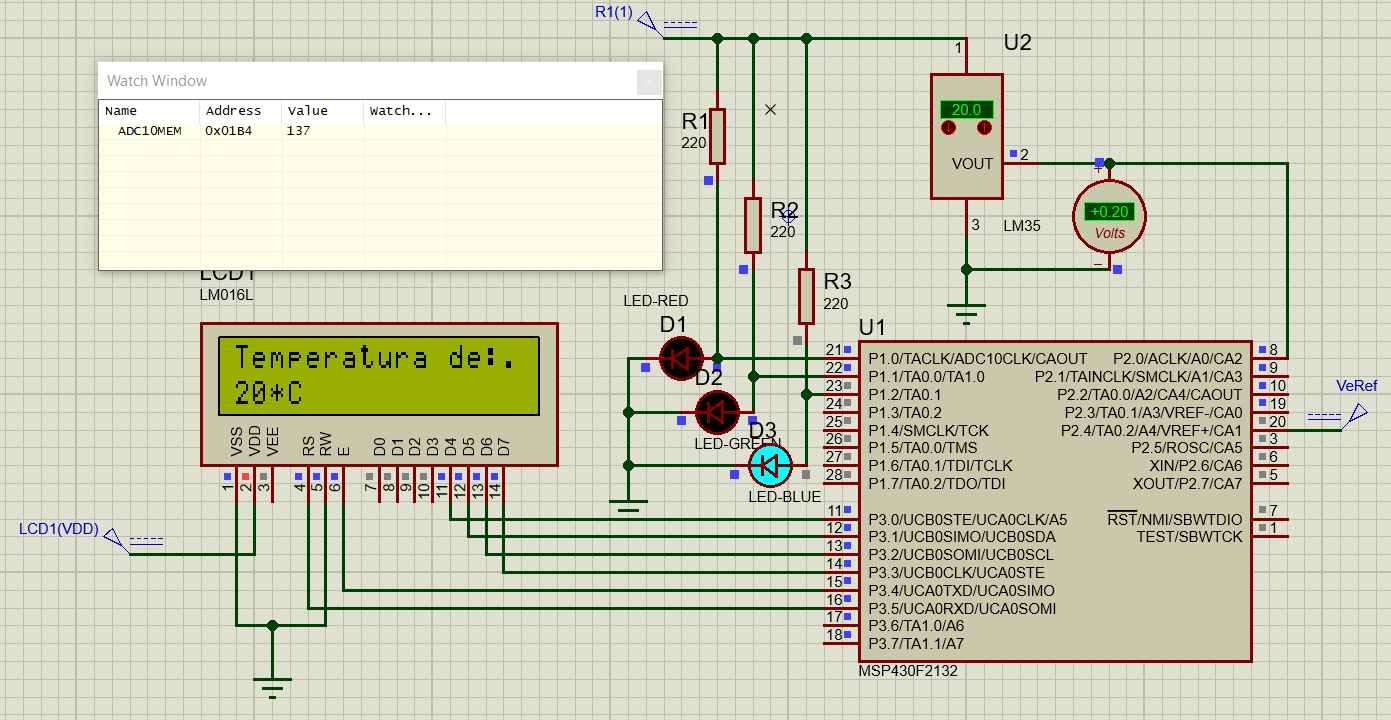 R1(1)
U2
1
20.0
VOUT
2
3
LM35
+
+0.20
Volts
−
Watch Window
Name Address Value Watch...
ADC10MEM 0x01B4 137
R1
220
R2
220
R3
220
LCD1
LM016L
Temperatura de:.
20*C
VSS VDD VEE RS RW E D0 D1 D2 D3 D4 D5 D6 D7
1 2 3 4 5 6 7 8 9 10 11 12 13 14
LCD1(VDD)
LED-RED
D1
D2
LED-GREEN
D3
LED-BLUE
U1
21 P1.0/TACLK/ADC10CLK/CAOUT P2.0/ACLK/A0/CA2 8
22 P1.1/TA0.0/TA1.0 P2.1/TAINCLK/SMCLK/A1/CA3 9
23 P1.2/TA0.1 P2.2/TA0.0/A2/CA4/CAOUT 10
24 P1.3/TA0.2 P2.3/TA0.1/A3/VREF-/CA0 19
25 P1.4/SMCLK/TCK P2.4/TA0.2/A4/VREF+/CA1 20
26 P1.5/TA0.0/TMS P2.5/ROSC/CA5 3
27 P1.6/TA0.1/TDI/TCLK XIN/P2.6/CA6 6
28 P1.7/TA0.2/TDO/TDI XOUT/P2.7/CA7 5
11 P3.0/UCB0STE/UCA0CLK/A5 RST/NMI/SBWTDIO 7
12 P3.1/UCB0SIMO/UCB0SDA TEST/SBWTCK 1
13 P3.2/UCB0SOMI/UCB0SCL
14 P3.3/UCB0CLK/UCA0STE
15 P3.4/UCA0TXD/UCA0SIMO
16 P3.5/UCA0RXD/UCA0SOMI
17 P3.6/TA1.0/A6
18 P3.7/TA1.1/A7
MSP430F2132
VeRef